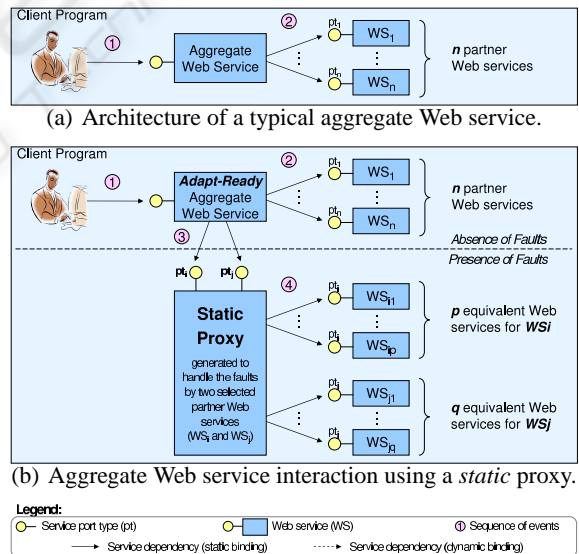 Client Program
1
Aggregate
Web Service
2
pt1
WS1
⋮
⋮
ptn
WSn
n partner
Web services
(a) Architecture of a typical aggregate Web service.
Client Program
1
Adapt-Ready
Aggregate
Web Service
2
pt1
WS1
⋮
⋮
ptn
WSn
n partner
Web services
Absence of Faults
Presence of Faults
3
pti
ptj
Static
Proxy
generated to
handle the faults
by two selected
partner Web
services
(WSi and WSj)
4
pti
WSi1
⋮
⋮
pti
WSip
p equivalent Web
services for WSi
ptj
WSj1
⋮
⋮
ptj
WSjq
q equivalent Web
services for WSj
(b) Aggregate Web service interaction using a static proxy.
Legend:
Service port type (pt)
Web service (WS)
1 Sequence of events
Service dependency (static binding)
Service dependency (dynamic binding)